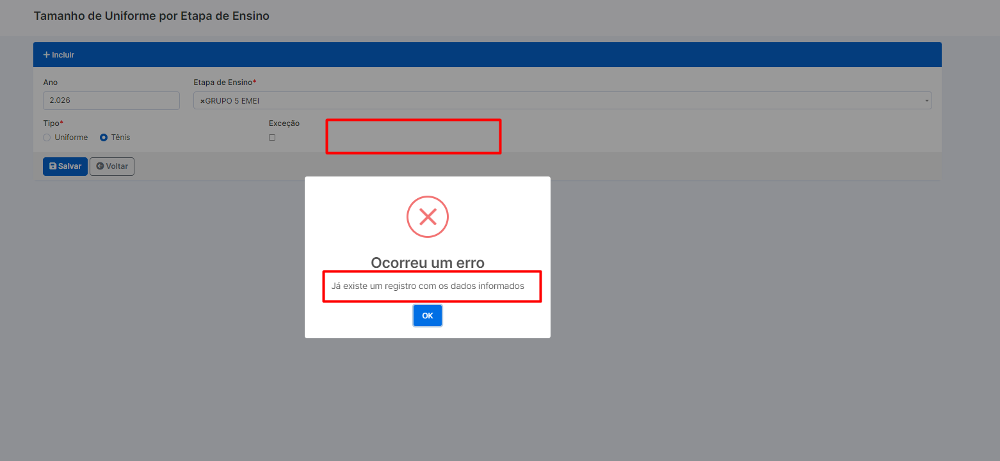 Tamanho de Uniforme por Etapa de Ensino
+ Incluir
Ano
Etapa de Ensino*
2.026
×GRUPO 5 EMEI
Tipo*
Exceção
Uniforme
Tênis
Salvar
Voltar
Ocorreu um erro
Já existe um registro com os dados informados
OK